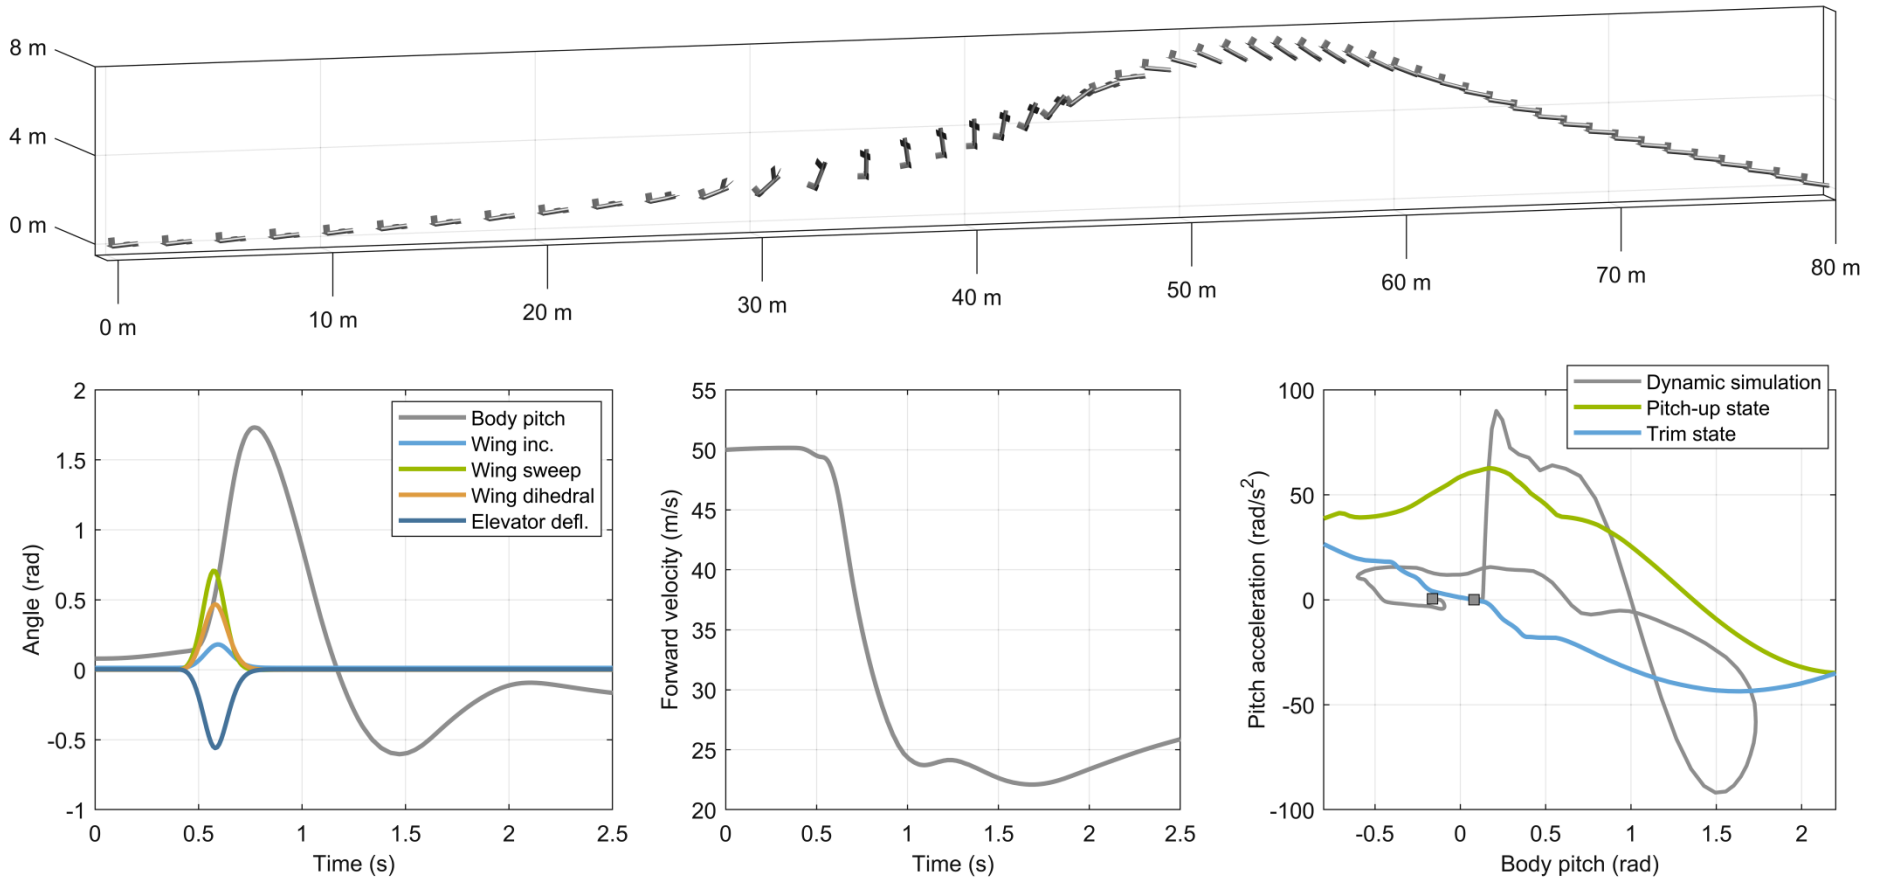 8 m
4 m
0 m
0 m
10 m
20 m
30 m
40 m
50 m
60 m
70 m
80 m
2
1.5
1
0.5
0
-0.5
-1
0
0.5
1
1.5
2
2.5
Angle (rad)
Time (s)
Body pitch
Wing inc.
Wing sweep
Wing dihedral
Elevator defl.
55
50
45
40
35
30
25
20
0
0.5
1
1.5
2
2.5
Forward velocity (m/s)
Time (s)
100
50
0
-50
-100
-0.5
0
0.5
1
1.5
2
Pitch acceleration (rad/s²)
Body pitch (rad)
Dynamic simulation
Pitch-up state
Trim state